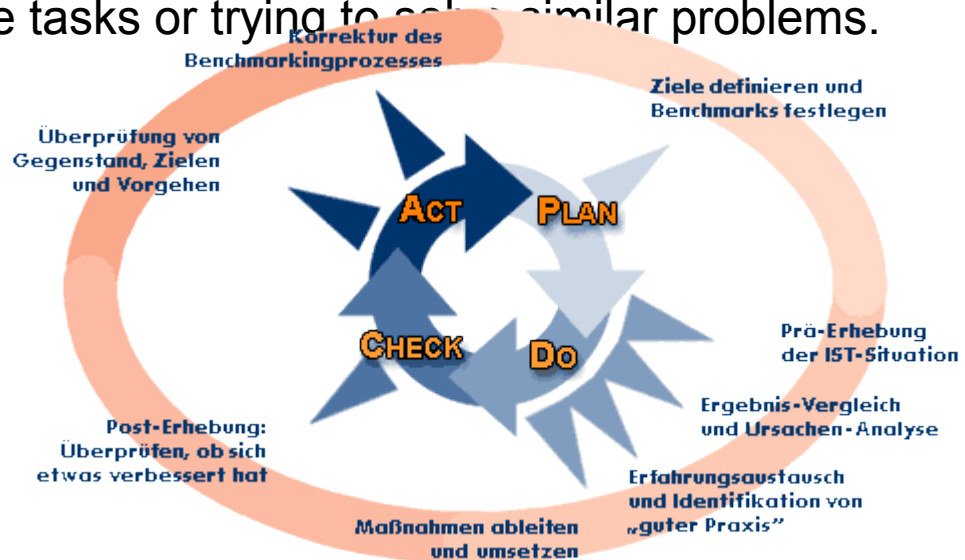 e tasks or trying to solve similar problems.
Korrektur des
Benchmarkingprozesses
Ziele definieren und
Benchmarks festlegen
Überprüfung von
Gegenstand, Zielen
und Vorgehen
ACT
PLAN
CHECK
DO
Prä-Erhebung
der IST-Situation
Ergebnis-Vergleich
und Ursachen-Analyse
Erfahrungsaustausch
und Identifikation von
„guter Praxis”
Maßnahmen ableiten
und umsetzen
Post-Erhebung:
Überprüfen, ob sich
etwas verbessert hat